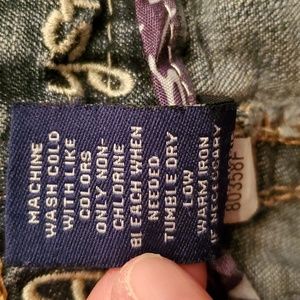 MACHINE
WASH COLD
WITH LIKE
COLORS
ONLY NON-
CHLORINE
BLEACH WHEN
NEEDED
TUMBLE DRY
LOW
WARM IRON
IF NECESSARY
80358F